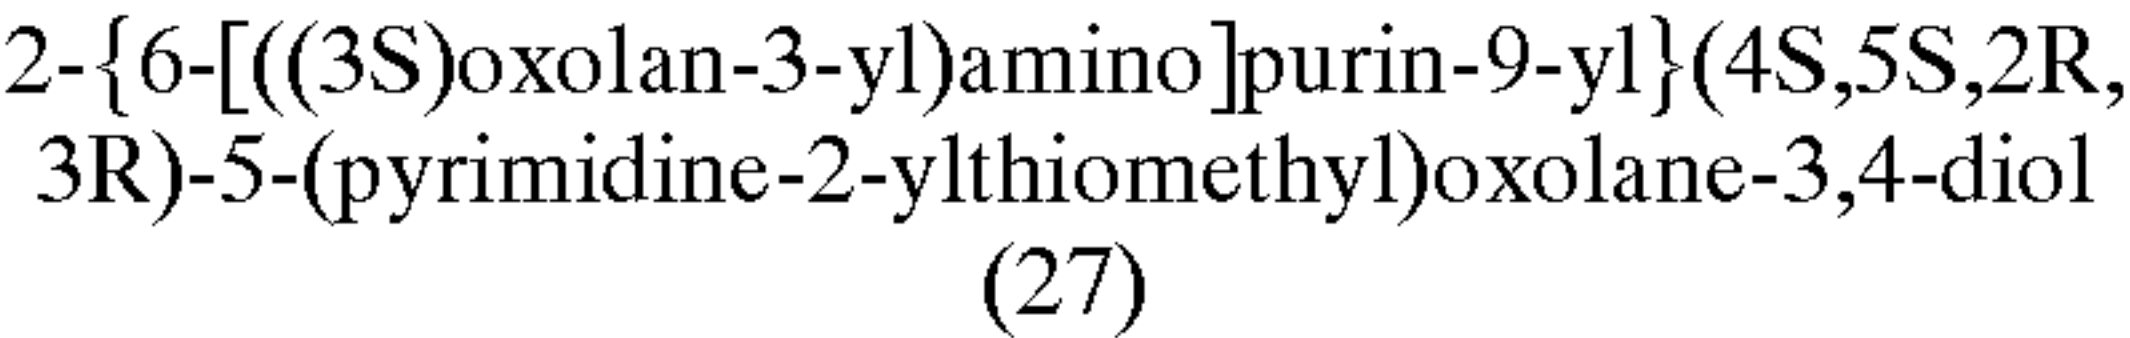 2-{6-[((3S)oxolan-3-yl)amino]purin-9-yl}(4S,5S,2R,
3R)-5-(pyrimidine-2-ylthiomethyl)oxolane-3,4-diol
(27)